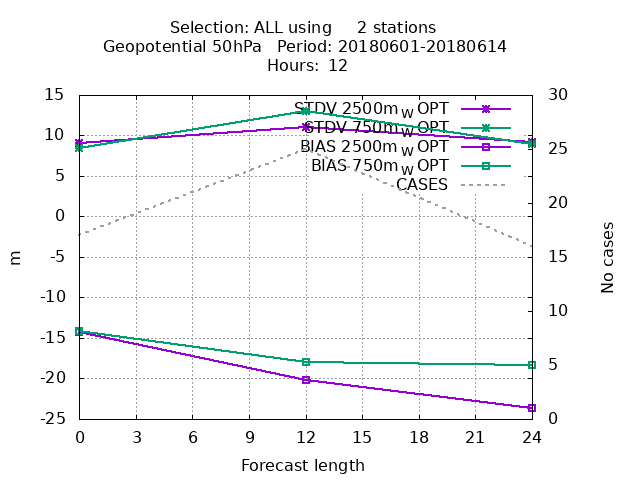 Selection: ALL using     2 stations
Geopotential 50hPa   Period: 20180601-20180614
Hours: 12
STDV 2500m W OPT
STDV 750m W OPT
BIAS 2500m W OPT
BIAS 750m W OPT
CASES
15
10
5
0
-5
-10
-15
-20
-25
m
30
25
20
15
10
5
0
No cases
0 3 6 9 12 15 18 21 24
Forecast length